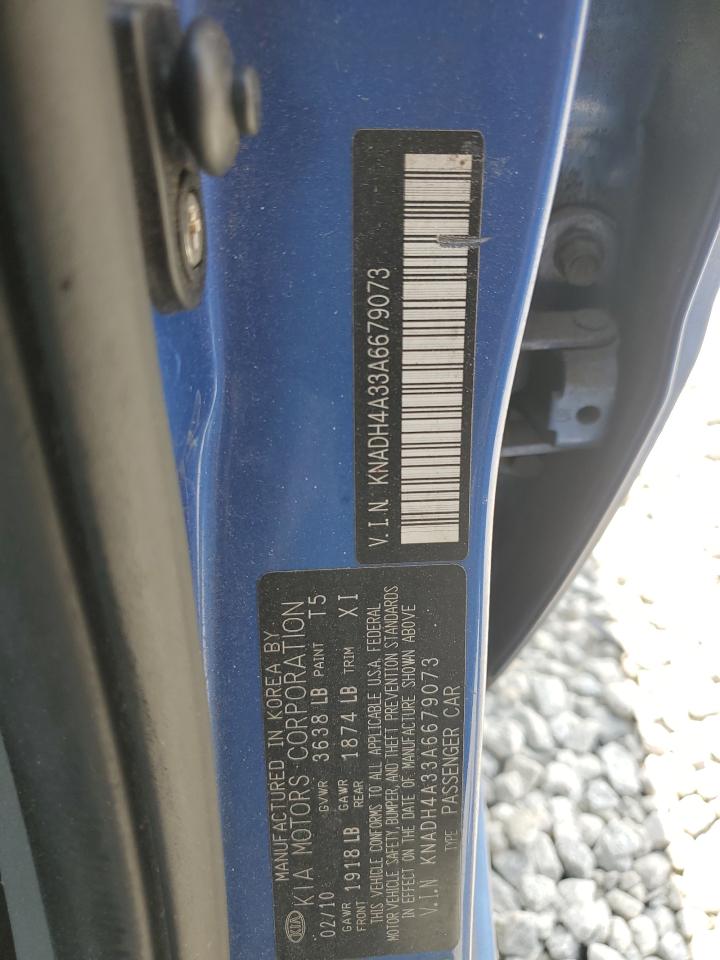 V.I.N. KNADH4A33A6679073
MANUFACTURED IN KOREA BY
KIA KIA MOTORS CORPORATION
02/10 GVWR 3638 LB PAINT T5
GAWR FRONT 1918 LB GAWR REAR 1874 LB TRIM XI
THIS VEHICLE CONFORMS TO ALL APPLICABLE U.S.A. FEDERAL
MOTOR VEHICLE SAFETY, BUMPER, AND THEFT PREVENTION STANDARDS
IN EFFECT ON THE DATE OF MANUFACTURE SHOWN ABOVE
V.I.N KNADH4A33A6679073
TYPE PASSENGER CAR